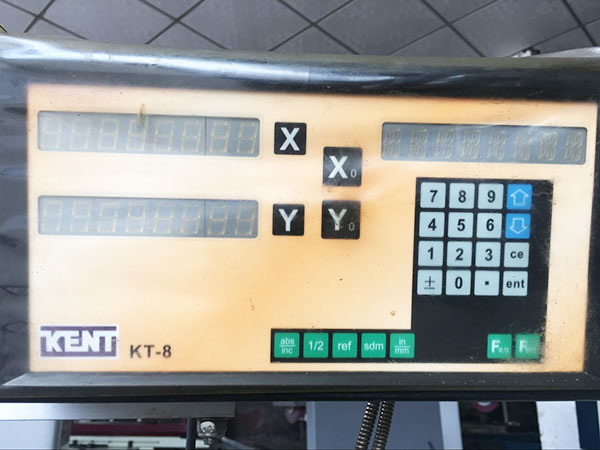 X
X0
Y
Y0
7 8 9
4 5 6
1 2 3 ce
± 0 . ent
KENT
KT-8
abs/inc 1/2 ref sdm in/mm